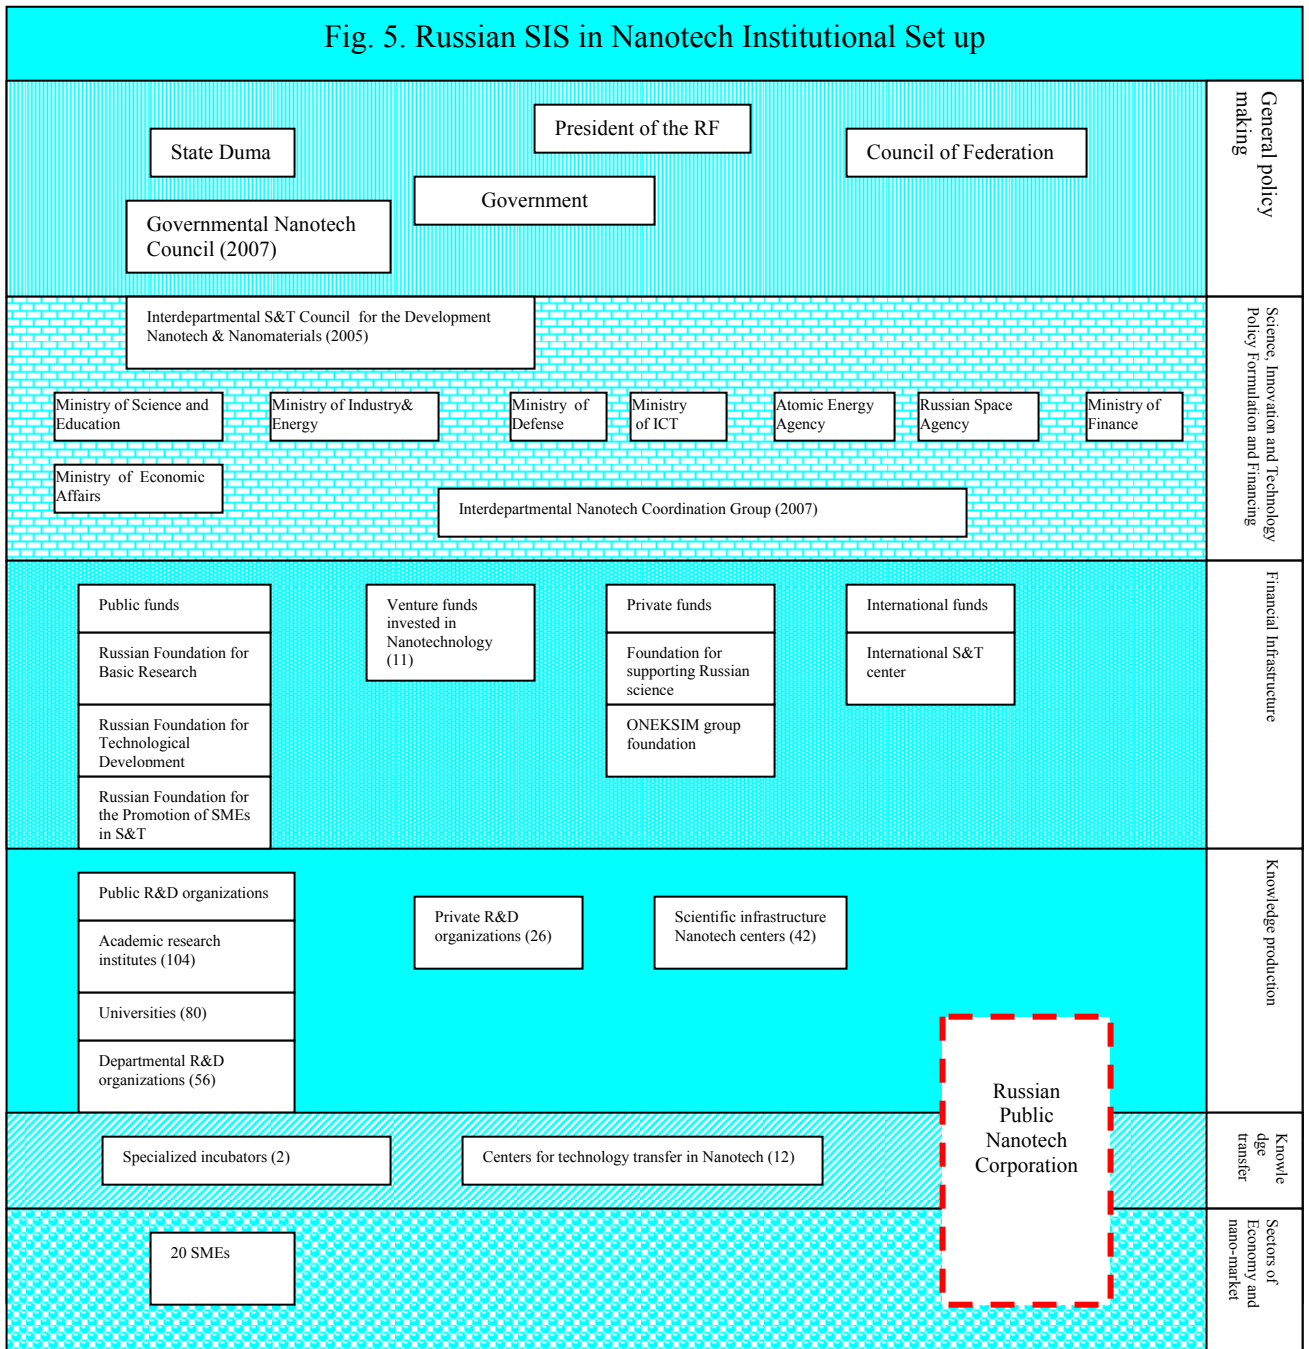 Fig. 5. Russian SIS in Nanotech Institutional Set up
General policy
making
President of the RF
State Duma
Council of Federation
Government
Governmental Nanotech
Council (2007)
Science, Innovation and Technology
Policy Formulation and Financing
Interdepartmental S&T Council for the Development
Nanotech & Nanomaterials (2005)
Ministry of Science and
Education
Ministry of Industry&
Energy
Ministry of
Defense
Ministry
of ICT
Atomic Energy
Agency
Russian Space
Agency
Ministry of
Finance
Ministry of Economic
Affairs
Interdepartmental Nanotech Coordination Group (2007)
Financial Infrastructure
Public funds
Russian Foundation for
Basic Research
Russian Foundation for
Technological
Development
Russian Foundation for
the Promotion of SMEs
in S&T
Venture funds
invested in
Nanotechnology
(11)
Private funds
Foundation for
supporting Russian
science
ONEKSIM group
foundation
International funds
International S&T
center
Knowledge production
Public R&D organizations
Academic research
institutes (104)
Universities (80)
Departmental R&D
organizations (56)
Private R&D
organizations (26)
Scientific infrastructure
Nanotech centers (42)
Russian
Public
Nanotech
Corporation
Knowle
dge
transfer
Specialized incubators (2)
Centers for technology transfer in Nanotech (12)
Sectors of
Economy and
nano-market
20 SMEs